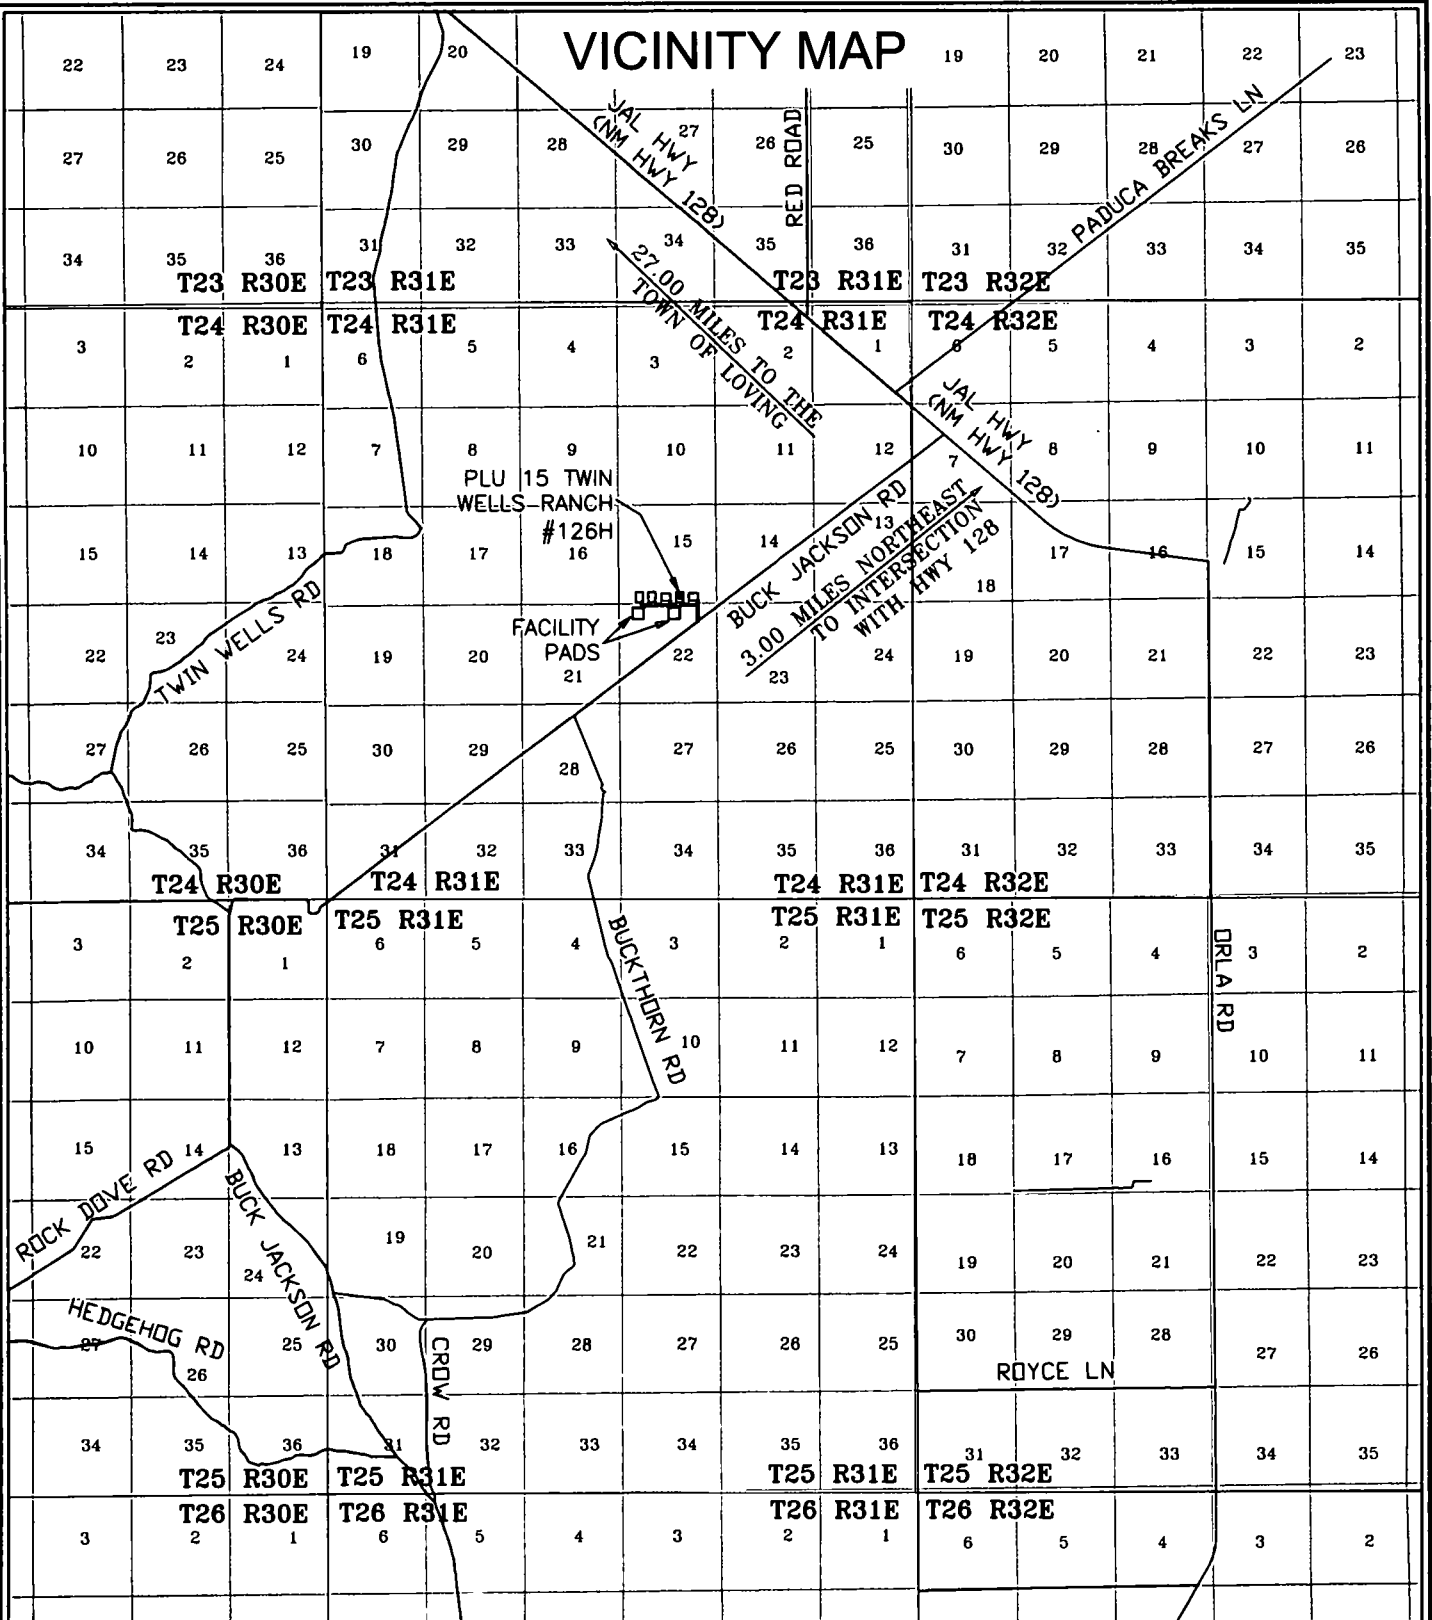 VICINITY MAP
22 23 24 19 20 19 20 21 22 23
JAL HWY
(NM HWY 128)
RED ROAD
PADUCA BREAKS LN
27 26 25 30 29 28 27 26 25 30 29 28 27 26
34 35 36 31 32 33 34 35 36 31 32 33 34 35
T23 R30E T23 R31E T23 R31E T23 R32E
27.00 MILES TO THE
TOWN OF LOVING
T24 R30E T24 R31E T24 R31E T24 R32E
3 2 1 6 5 4 3 2 1 6 5 4 3 2
JAL HWY
(NM HWY 128)
10 11 12 7 8 9 10 11 12 7 8 9 10 11
PLU 15 TWIN
WELLS RANCH
#126H
BUCK JACKSON RD
3.00 MILES NORTHEAST
TO INTERSECTION
WITH HWY 128
15 14 13 18 17 16 15 14 13 18 17 16 15 14
TWIN WELLS RD
FACILITY
PADS
22 23 24 19 20 21 22 23 24 19 20 21 22 23
27 26 25 30 29 28 27 26 25 30 29 28 27 26
34 35 36 31 32 33 34 35 36 31 32 33 34 35
T24 R30E T24 R31E T24 R31E T24 R32E
T25 R30E T25 R31E T25 R31E T25 R32E
3 2 1 6 5 4 3 2 1 6 5 4 3 2
BUCKTHORN RD
ORLA RD
10 11 12 7 8 9 10 11 12 7 8 9 10 11
15 14 13 18 17 16 15 14 13 18 17 16 15 14
ROCK DOVE RD
BUCK JACKSON RD
22 23 24 19 20 21 22 23 24 19 20 21 22 23
HEDGEHOG RD
27 26 25 30 29 28 27 26 25 30 29 28 27 26
CROW RD
ROYCE LN
34 35 36 31 32 33 34 35 36 31 32 33 34 35
T25 R30E T25 R31E T25 R31E T25 R32E
T26 R30E T26 R31E T26 R31E T26 R32E
3 2 1 6 5 4 3 2 1 6 5 4 3 2